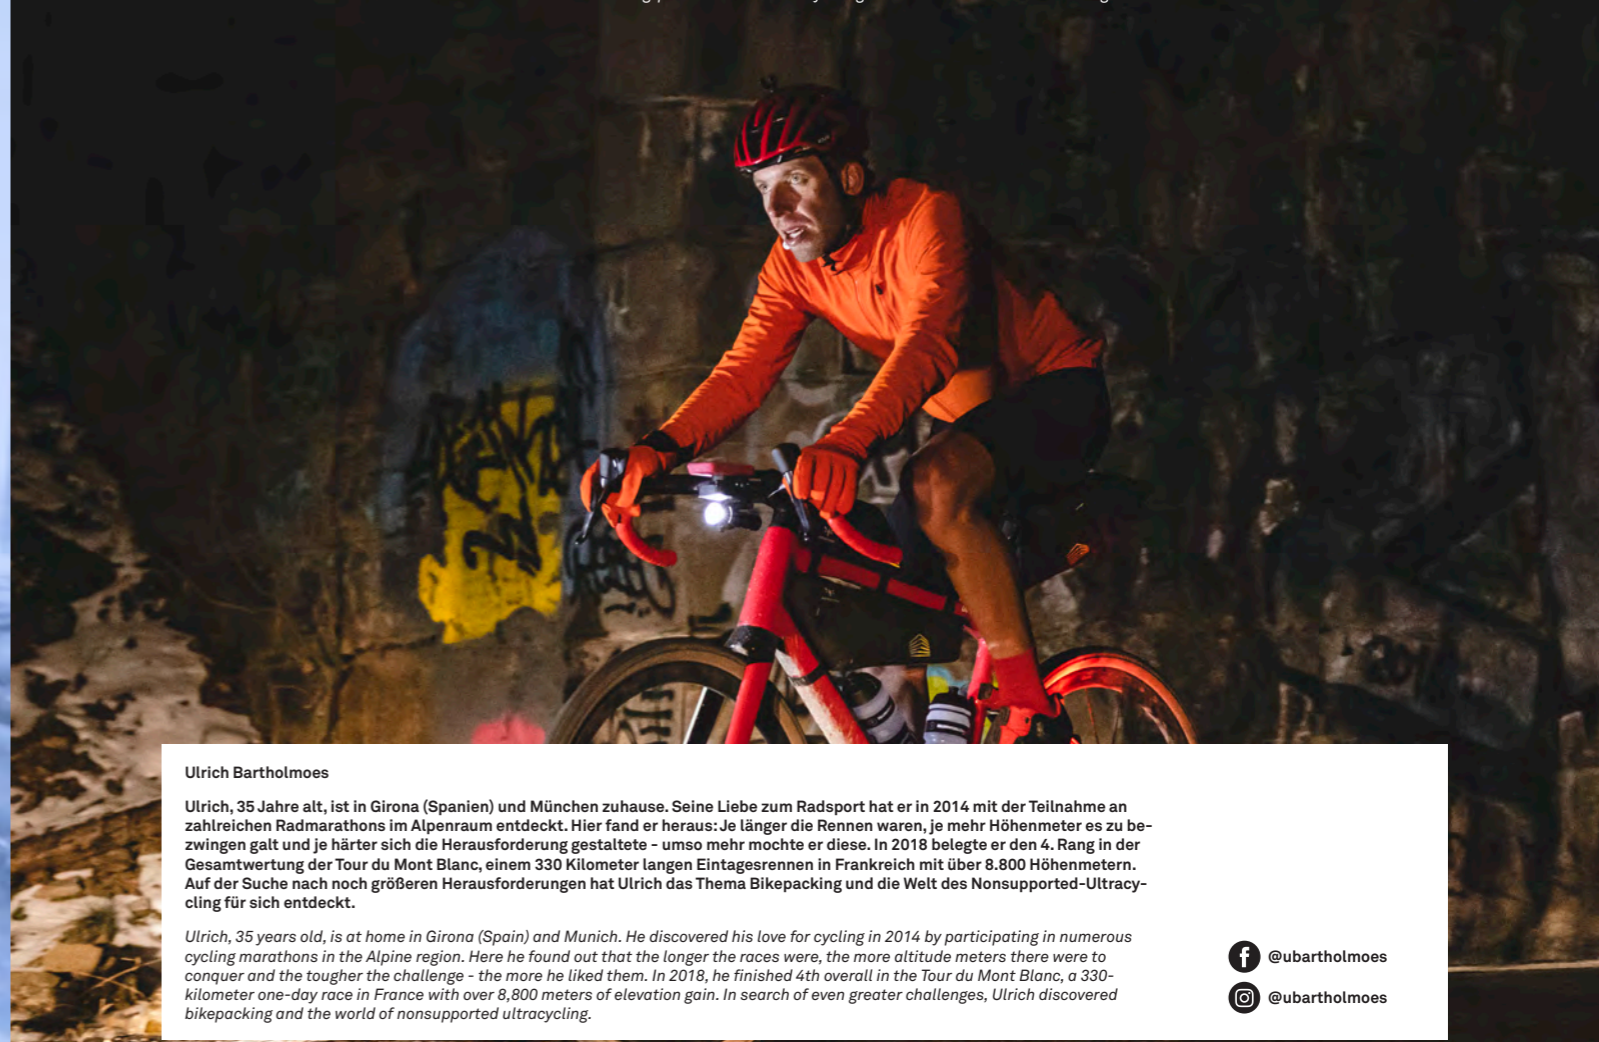 Ulrich Bartholmoes
Ulrich, 35 Jahre alt, ist in Girona (Spanien) und München zuhause. Seine Liebe zum Radsport hat er in 2014 mit der Teilnahme an
zahlreichen Radmarathons im Alpenraum entdeckt. Hier fand er heraus: Je länger die Rennen waren, je mehr Höhenmeter es zu be-
zwingen galt und je härter sich die Herausforderung gestaltete - umso mehr mochte er diese. In 2018 belegte er den 4. Rang in der
Gesamtwertung der Tour du Mont Blanc, einem 330 Kilometer langen Eintagesrennen in Frankreich mit über 8.800 Höhenmetern.
Auf der Suche nach noch größeren Herausforderungen hat Ulrich das Thema Bikepacking und die Welt des Nonsupported-Ultracy-
cling für sich entdeckt.
Ulrich, 35 years old, is at home in Girona (Spain) and Munich. He discovered his love for cycling in 2014 by participating in numerous
cycling marathons in the Alpine region. Here he found out that the longer the races were, the more altitude meters there were to
conquer and the tougher the challenge - the more he liked them. In 2018, he finished 4th overall in the Tour du Mont Blanc, a 330-
kilometer one-day race in France with over 8,800 meters of elevation gain. In search of even greater challenges, Ulrich discovered
bikepacking and the world of nonsupported ultracycling.
@ubartholmoes
@ubartholmoes